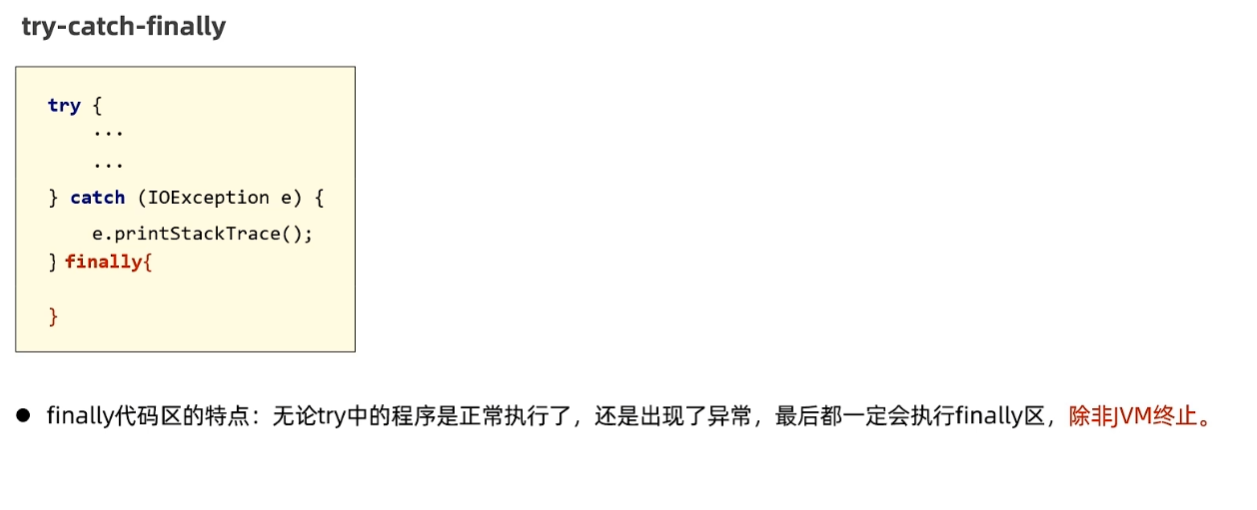 try-catch-finally
try {
...
...
} catch (IOException e) {
e.printStackTrace();
} finally{
}
● finally代码区的特点：无论try中的程序是正常执行了，还是出现了异常，最后都一定会执行finally区，除非JVM终止。